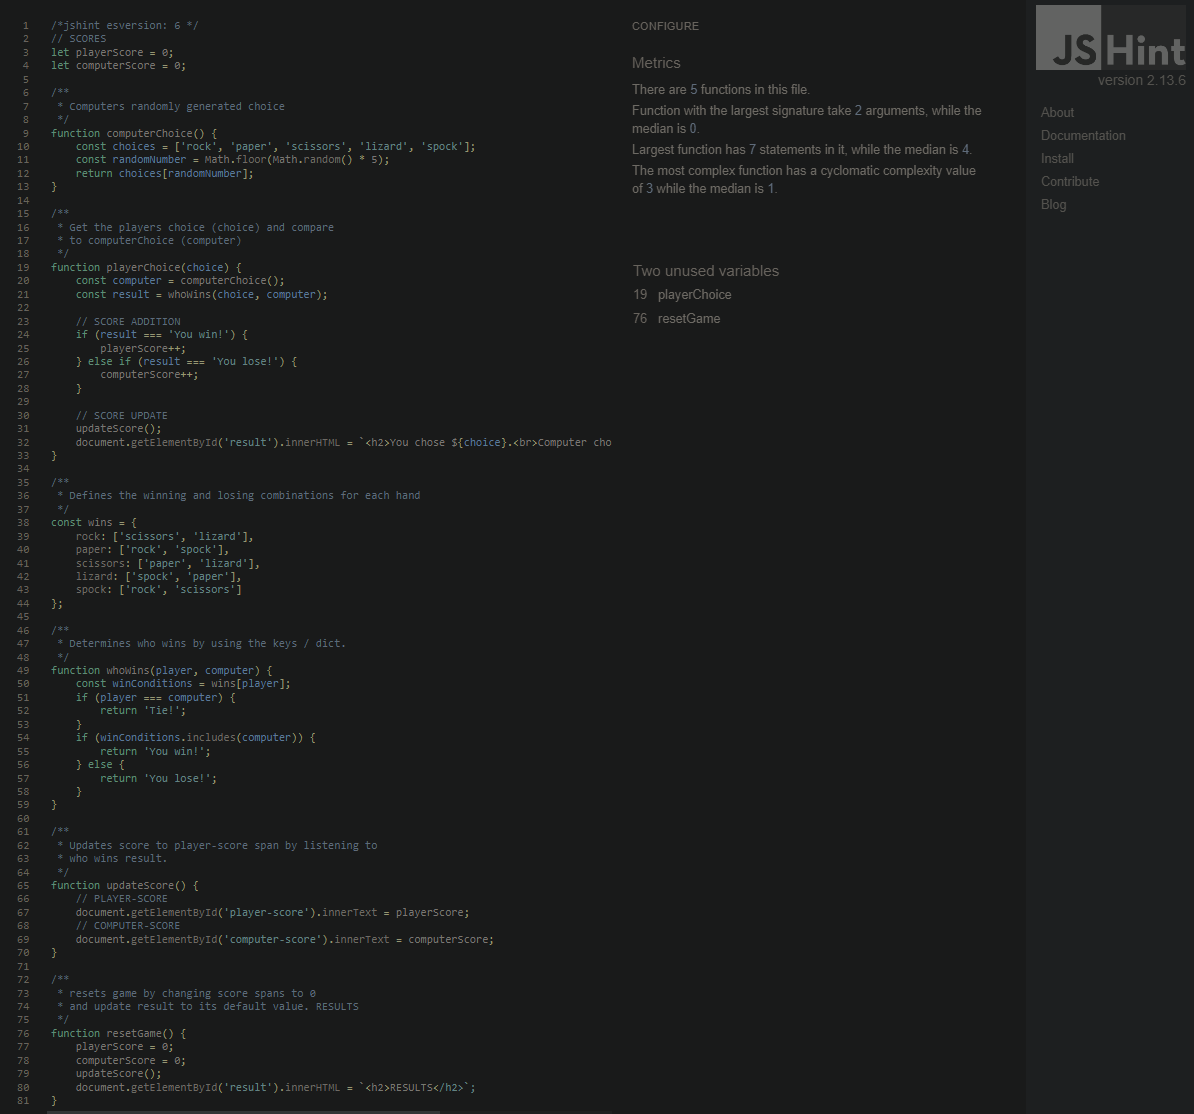 1 /*jshint esversion: 6 */
2 // SCORES
3 let playerScore = 0;
4 let computerScore = 0;
5
6 /**
7  * Computers randomly generated choice
8  */
9 function computerChoice() {
10     const choices = ['rock', 'paper', 'scissors', 'lizard', 'spock'];
11     const randomNumber = Math.floor(Math.random() * 5);
12     return choices[randomNumber];
13 }
14
15 /**
16  * Get the players choice (choice) and compare
17  * to computerChoice (computer)
18  */
19 function playerChoice(choice) {
20     const computer = computerChoice();
21     const result = whoWins(choice, computer);
22
23     // SCORE ADDITION
24     if (result === 'You win!') {
25         playerScore++;
26     } else if (result === 'You lose!') {
27         computerScore++;
28     }
29
30     // SCORE UPDATE
31     updateScore();
32     document.getElementById('result').innerHTML = `<h2>You chose ${choice}.<br>Computer cho
33 }
34
35 /**
36  * Defines the winning and losing combinations for each hand
37  */
38 const wins = {
39     rock: ['scissors', 'lizard'],
40     paper: ['rock', 'spock'],
41     scissors: ['paper', 'lizard'],
42     lizard: ['spock', 'paper'],
43     spock: ['rock', 'scissors']
44 };
45
46 /**
47  * Determines who wins by using the keys / dict.
48  */
49 function whoWins(player, computer) {
50     const winConditions = wins[player];
51     if (player === computer) {
52         return 'Tie!';
53     }
54     if (winConditions.includes(computer)) {
55         return 'You win!';
56     } else {
57         return 'You lose!';
58     }
59 }
60
61 /**
62  * Updates score to player-score span by listening to
63  * who wins result.
64  */
65 function updateScore() {
66     // PLAYER-SCORE
67     document.getElementById('player-score').innerText = playerScore;
68     // COMPUTER-SCORE
69     document.getElementById('computer-score').innerText = computerScore;
70 }
71
72 /**
73  * resets game by changing score spans to 0
74  * and update result to its default value. RESULTS
75  */
76 function resetGame() {
77     playerScore = 0;
78     computerScore = 0;
79     updateScore();
80     document.getElementById('result').innerHTML = `<h2>RESULTS</h2>`;
81 }
CONFIGURE
Metrics
There are 5 functions in this file.
Function with the largest signature take 2 arguments, while the
median is 0.
Largest function has 7 statements in it, while the median is 4.
The most complex function has a cyclomatic complexity value
of 3 while the median is 1.
Two unused variables
19 playerChoice
76 resetGame
JSHint
version 2.13.6
About
Documentation
Install
Contribute
Blog